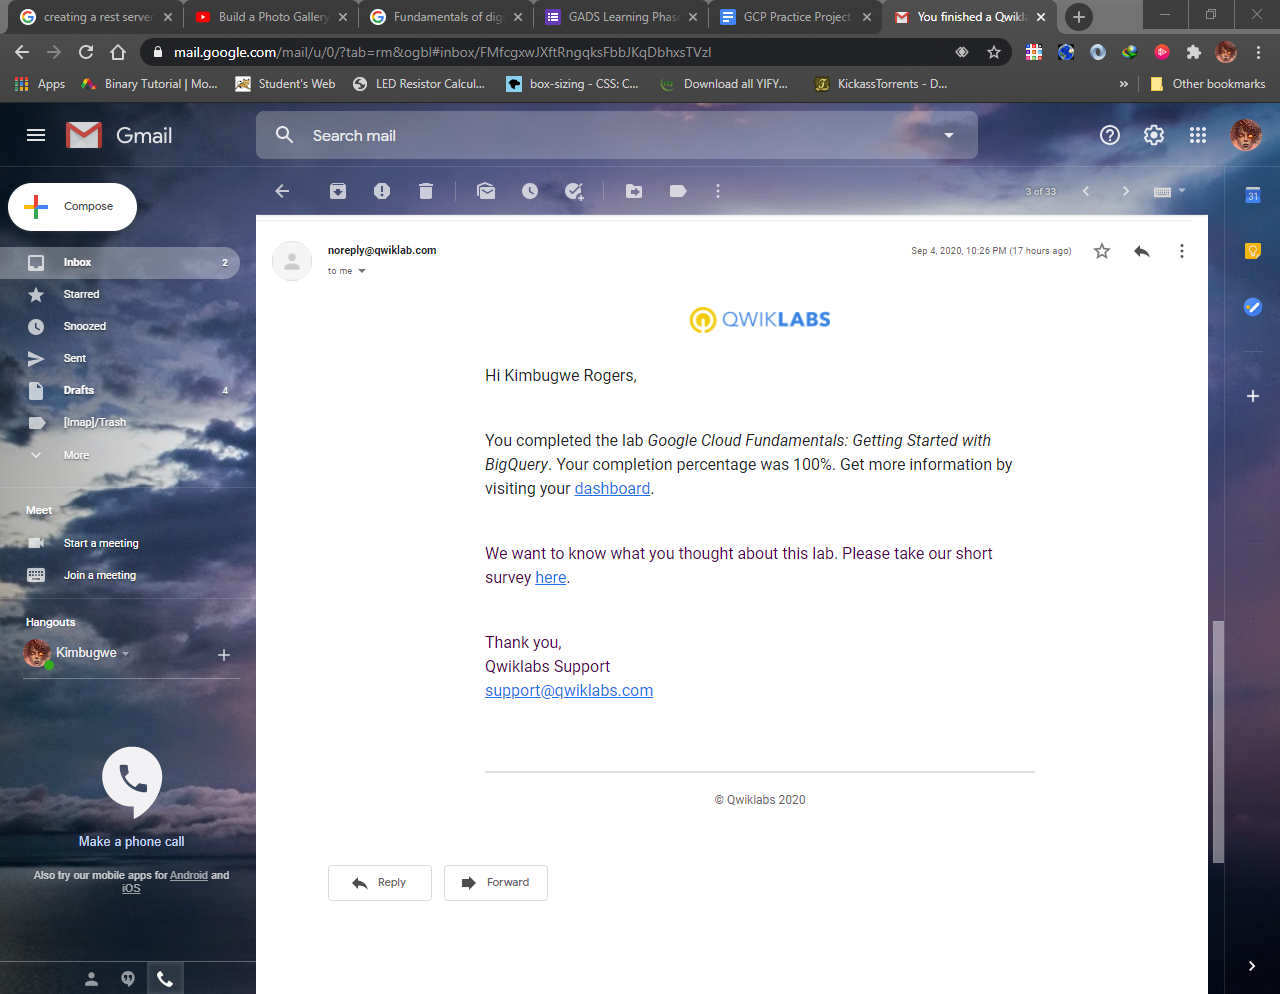 creating a rest server
Build a Photo Gallery
Fundamentals of dig
GADS Learning Phas
GCP Practice Project
You finished a Qwikla
mail.google.com/mail/u/0/?tab=rm&ogbl#inbox/FMfcgxwJXftRngqksFbbJKqDbhxsTVzl
Apps
Binary Tutorial | Mo...
Student's Web
LED Resistor Calcul...
box-sizing - CSS: C...
Download all YIFY...
KickassTorrents - D...
»
Other bookmarks
Gmail
Search mail
Compose
3 of 33
31
Inbox 2
Starred
Snoozed
Sent
Drafts 4
[Imap]/Trash
More
Meet
Start a meeting
Join a meeting
Hangouts
Kimbugwe
Make a phone call
Also try our mobile apps for Android and
iOS
noreply@qwiklab.com
Sep 4, 2020, 10:26 PM (17 hours ago)
to me
QWIKLABS
Hi Kimbugwe Rogers,
You completed the lab Google Cloud Fundamentals: Getting Started with
BigQuery. Your completion percentage was 100%. Get more information by
visiting your dashboard.
We want to know what you thought about this lab. Please take our short
survey here.
Thank you,
Qwiklabs Support
support@qwiklabs.com
© Qwiklabs 2020
Reply
Forward